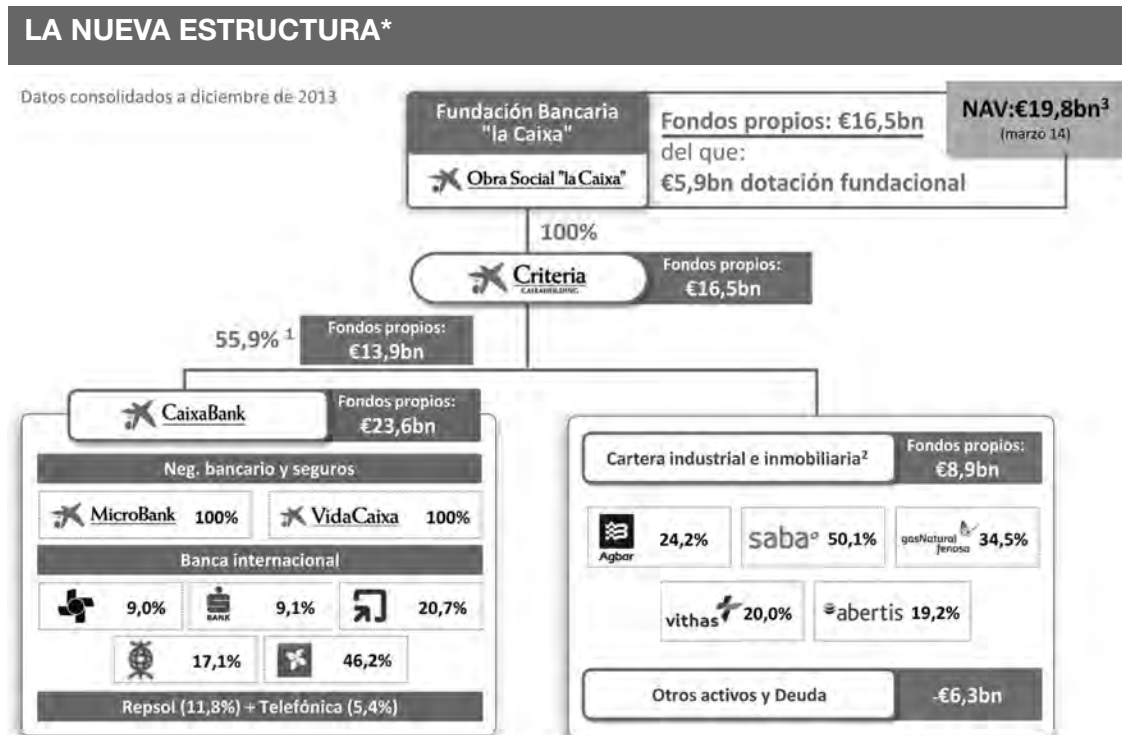 LA NUEVA ESTRUCTURA*
Datos consolidados a diciembre de 2013
Fundación Bancaria
"la Caixa"
Obra Social "la Caixa"
Fondos propios: €16,5bn
del que:
€5,9bn dotación fundacional
NAV:€19,8bn3
(marzo 14)
100%
Criteria
CAIXAHOLDING
Fondos propios:
€16,5bn
55,9% 1
Fondos propios:
€13,9bn
CaixaBank
Fondos propios:
€23,6bn
Neg. bancario y seguros
MicroBank 100%
VidaCaixa 100%
Banca internacional
9,0%
BANK
9,1%
20,7%
17,1%
46,2%
Repsol (11,8%) + Telefónica (5,4%)
Cartera industrial e inmobiliaria2
Fondos propios:
€8,9bn
Agbar
24,2%
saba 50,1%
gasNatural
fenosa
34,5%
vithas 20,0%
abertis 19,2%
Otros activos y Deuda
-€6,3bn